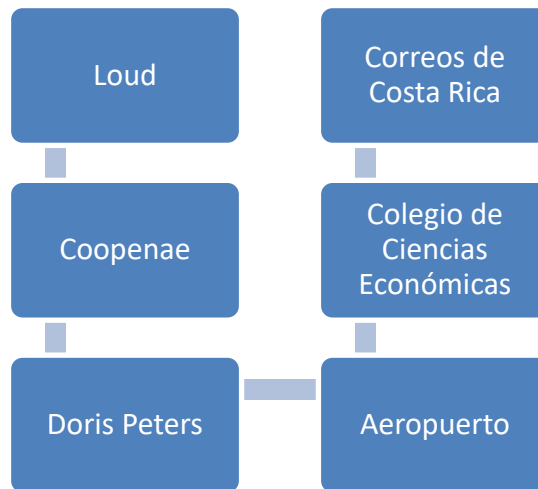 Loud
Coopenae
Doris Peters
Aeropuerto
Colegio de
Ciencias
Económicas
Correos de
Costa Rica